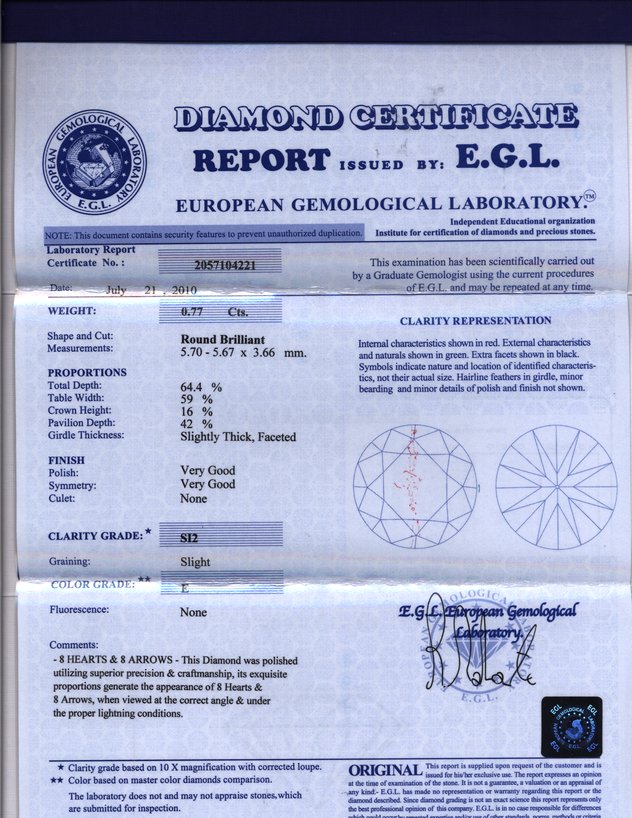 DIAMOND CERTIFICATE
REPORT ISSUED BY: E.G.L.
EUROPEAN GEMOLOGICAL LABORATORY.™
EUROPEAN GEMOLOGICAL LABORATORY
E.G.L.
Independent Educational organization
Institute for certification of diamonds and precious stones.
NOTE: This document contains security features to prevent unauthorized duplication.
Laboratory Report
Certificate No. : 2057104221
Date: July 21 , 2010
This examination has been scientifically carried out
by a Graduate Gemologist using the current procedures
of E.G.L. and may be repeated at any time.
WEIGHT: 0.77 Cts.
Shape and Cut: Round Brilliant
Measurements: 5.70 - 5.67 x 3.66 mm.
PROPORTIONS
Total Depth: 64.4 %
Table Width: 59 %
Crown Height: 16 %
Pavilion Depth: 42 %
Girdle Thickness: Slightly Thick, Faceted
FINISH
Polish: Very Good
Symmetry: Very Good
Culet: None
CLARITY GRADE: ★ SI2
Graining: Slight
COLOR GRADE: ★★ E
Fluorescence: None
Comments:
- 8 HEARTS & 8 ARROWS - This Diamond was polished
utilizing superior precision & craftmanship, its exquisite
proportions generate the appearance of 8 Hearts &
8 Arrows, when viewed at the correct angle & under
the proper lightning conditions.
★ Clarity grade based on 10 X magnification with corrected loupe.
★★ Color based on master color diamonds comparison.
The laboratory does not and may not appraise stones,which
are submitted for inspection.
CLARITY REPRESENTATION
Internal characteristics shown in red. External characteristics
and naturals shown in green. Extra facets shown in black.
Symbols indicate nature and location of identified characteris-
tics, not their actual size. Hairline feathers in girdle, minor
bearding and minor details of polish and finish not shown.
E.G.L. European Gemological
Laboratory.
E.G.L.
EGL EGL
E.G.L.
EGL EGL
ORIGINAL This report is supplied upon request of the customer and is
issued for his/her exclusive use. The report expresses an opinion
at the time of examination of the stone. It is not a guarantee, a valuation or an appraisal of
any kind.- E.G.L. has made no representation or warranty regarding this report or the
diamond described. Since diamond grading is not an exact science this report represents only
the best professional opinion of this company. E.G.L. is in no case responsible for differences